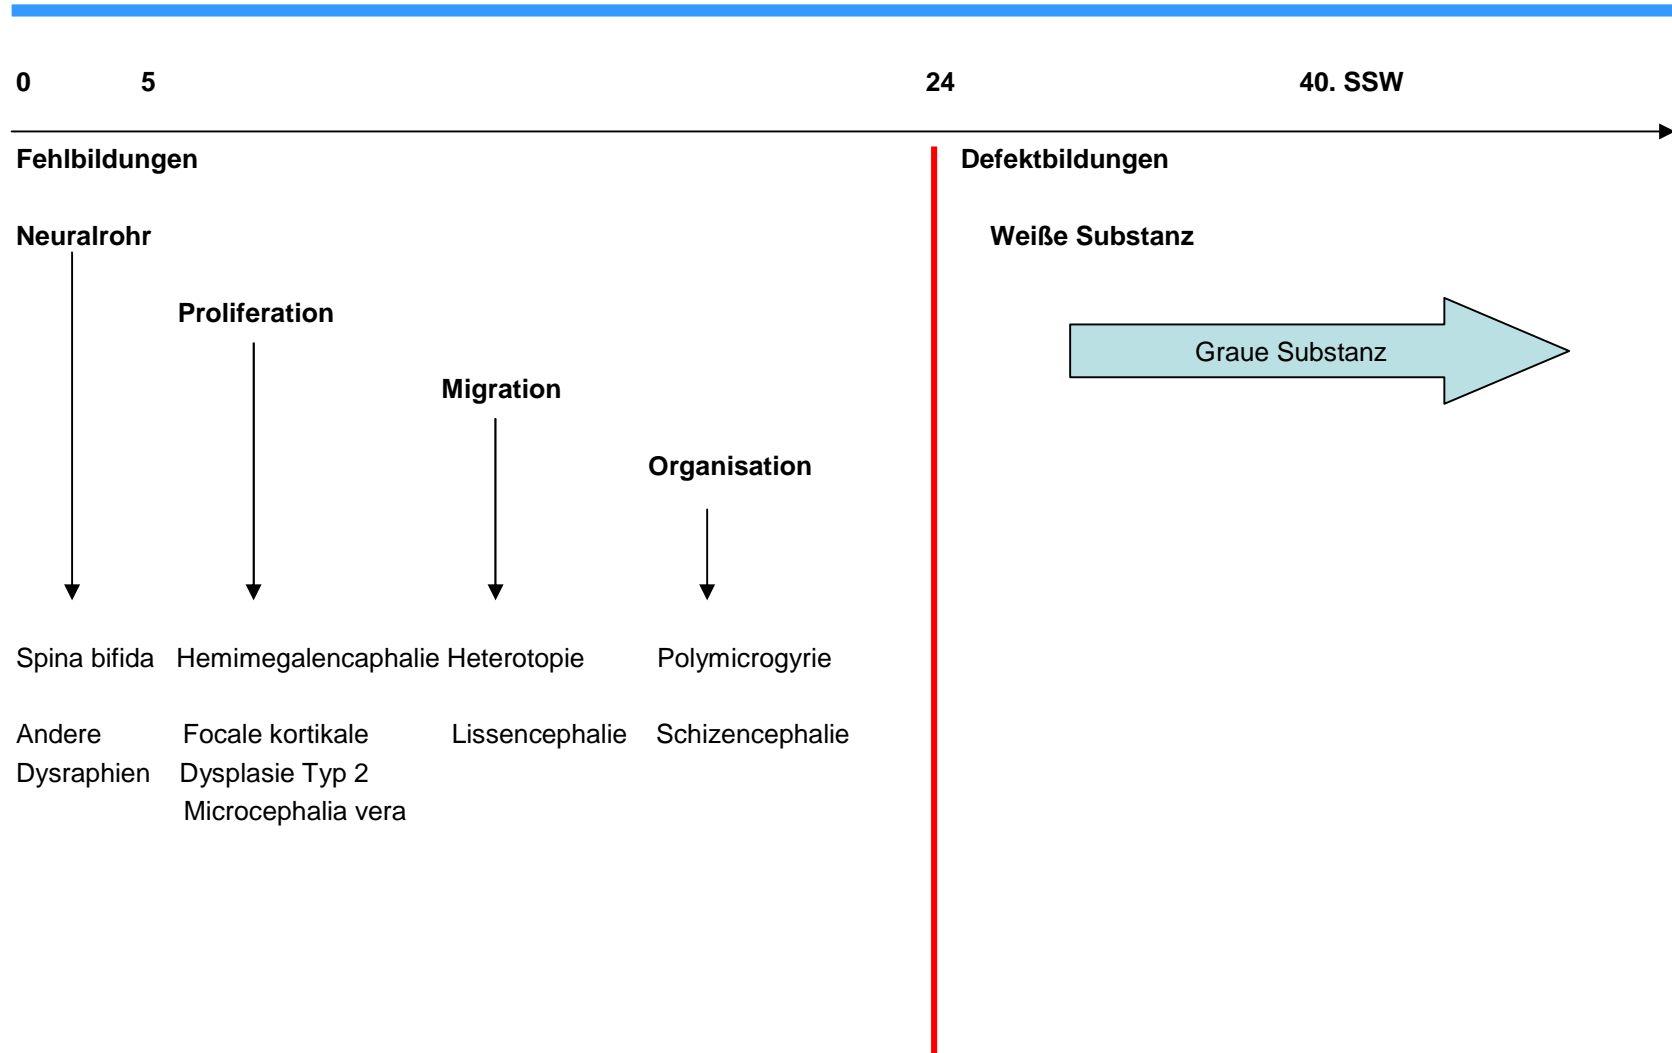 0 5 24 40. SSW
Fehlbildungen Defektbildungen
Neuralrohr Weiße Substanz
Proliferation
Graue Substanz
Migration
Organisation
Spina bifida Hemimegalencaphalie Heterotopie Polymicrogyrie
Andere Focale kortikale Lissencephalie Schizencephalie
Dysraphien Dysplasie Typ 2
Microcephalia vera